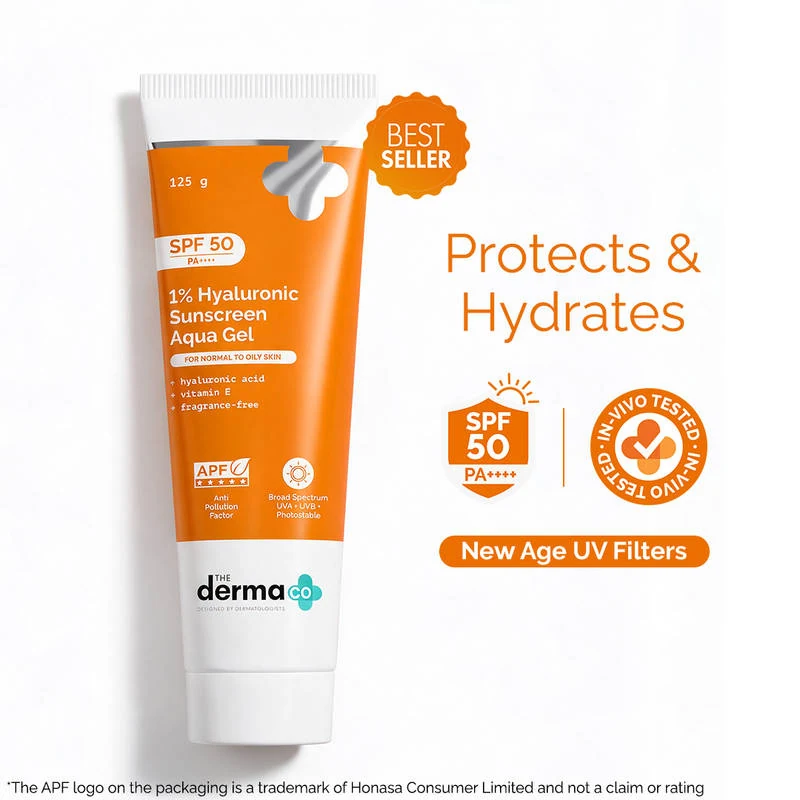 BEST
SELLER
125 g
SPF 50
PA++++
1% Hyaluronic
Sunscreen
Aqua Gel
FOR NORMAL TO OILY SKIN
+ hyaluronic acid
+ vitamin E
+ fragrance-free
APF
Anti
Pollution
Factor
Broad Spectrum
UVA + UVB +
Photostable
THE
derma co
DESIGNED BY DERMATOLOGISTS
Protects &
Hydrates
SPF
50
PA++++
IN-VIVO TESTED · IN-VIVO TESTED ·
New Age UV Filters
*The APF logo on the packaging is a trademark of Honasa Consumer Limited and not a claim or rating